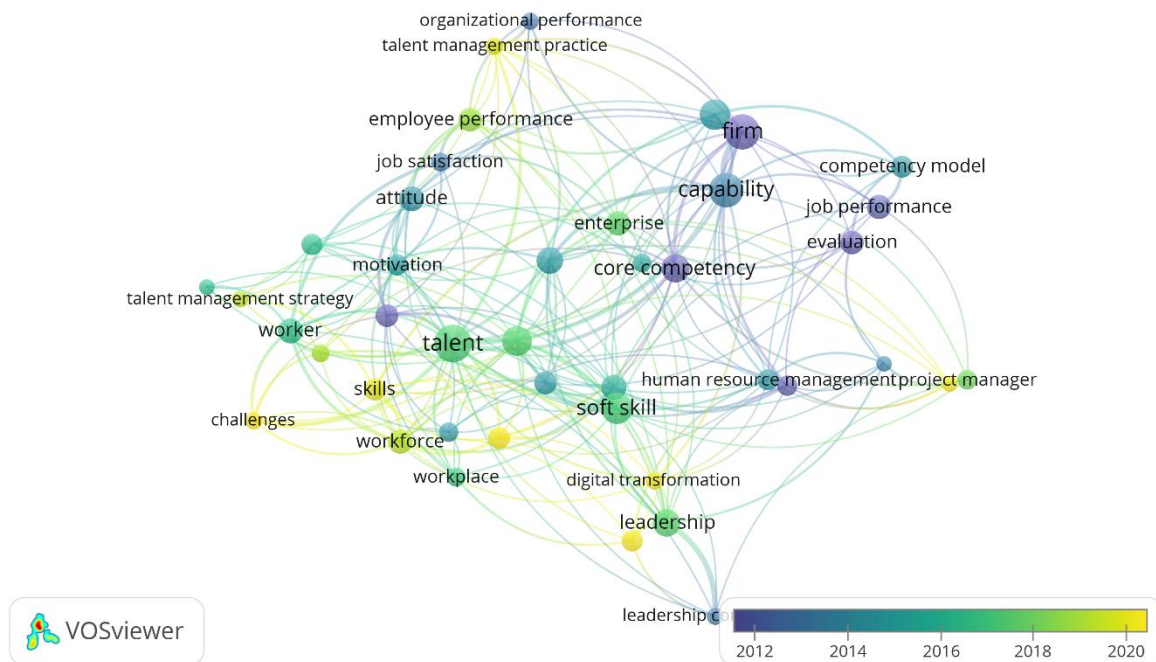 organizational performance
talent management practice
employee performance
firm
job satisfaction
competency model
capability
attitude
job performance
enterprise
evaluation
motivation
core competency
talent management strategy
worker
talent
human resource management
project manager
skills
soft skill
challenges
workforce
workplace
digital transformation
leadership
leadership
VOSviewer
2012 2014 2016 2018 2020